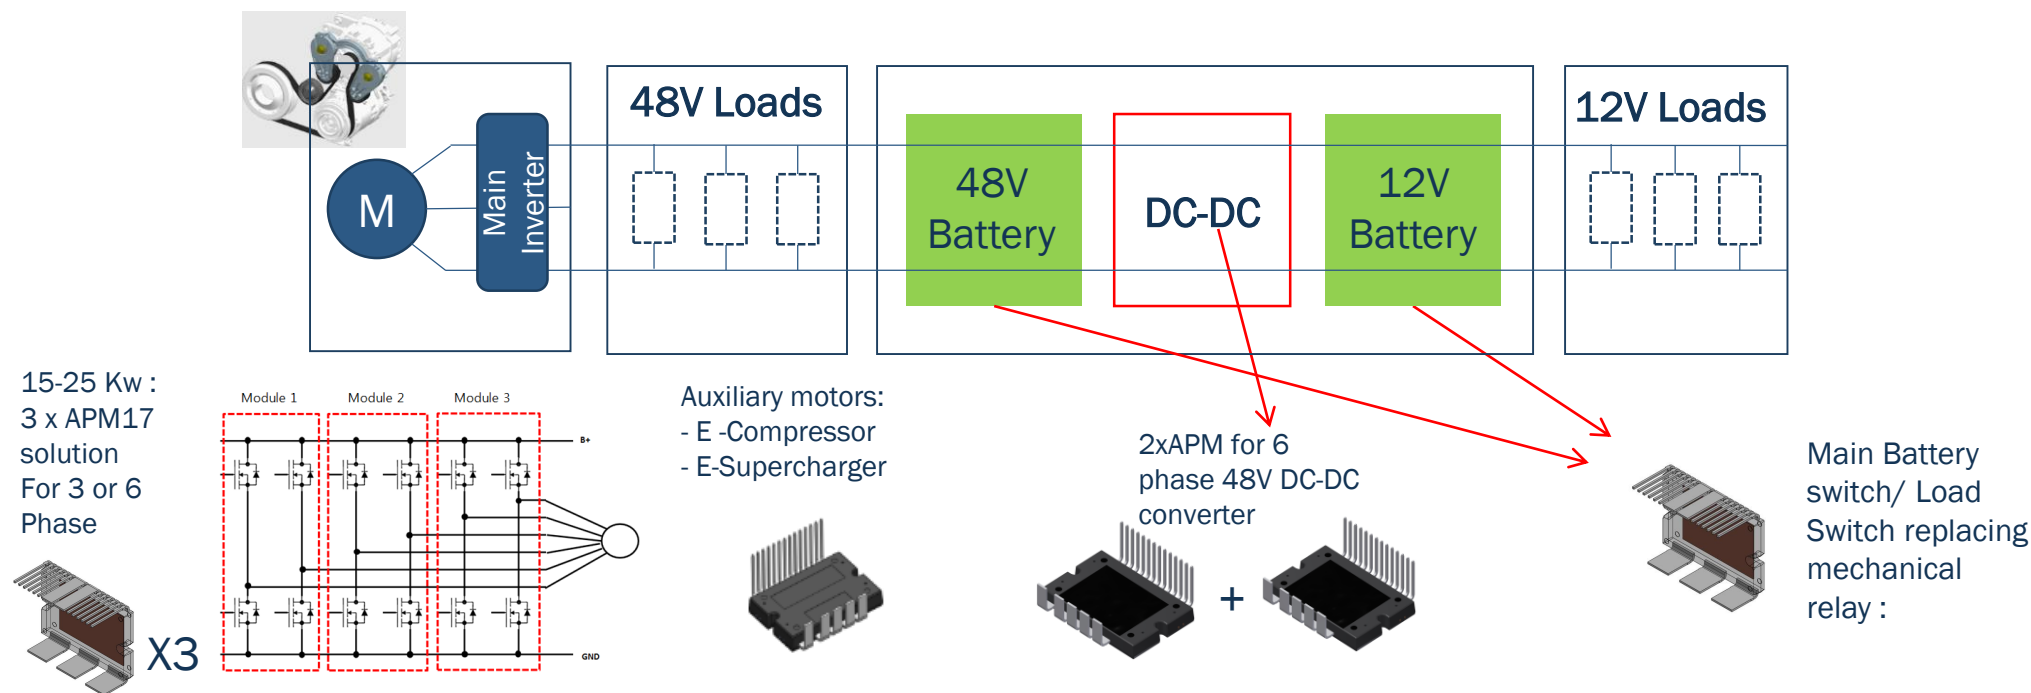 48V Loads
12V Loads
M
Main
Inverter
48V
Battery
DC-DC
12V
Battery
15-25 Kw :
3 x APM17
solution
For 3 or 6
Phase
X3
Module 1
Module 2
Module 3
B+
GND
Auxiliary motors:
- E -Compressor
- E-Supercharger
2xAPM for 6
phase 48V DC-DC
converter
+
Main Battery
switch/ Load
Switch replacing
mechanical
relay :